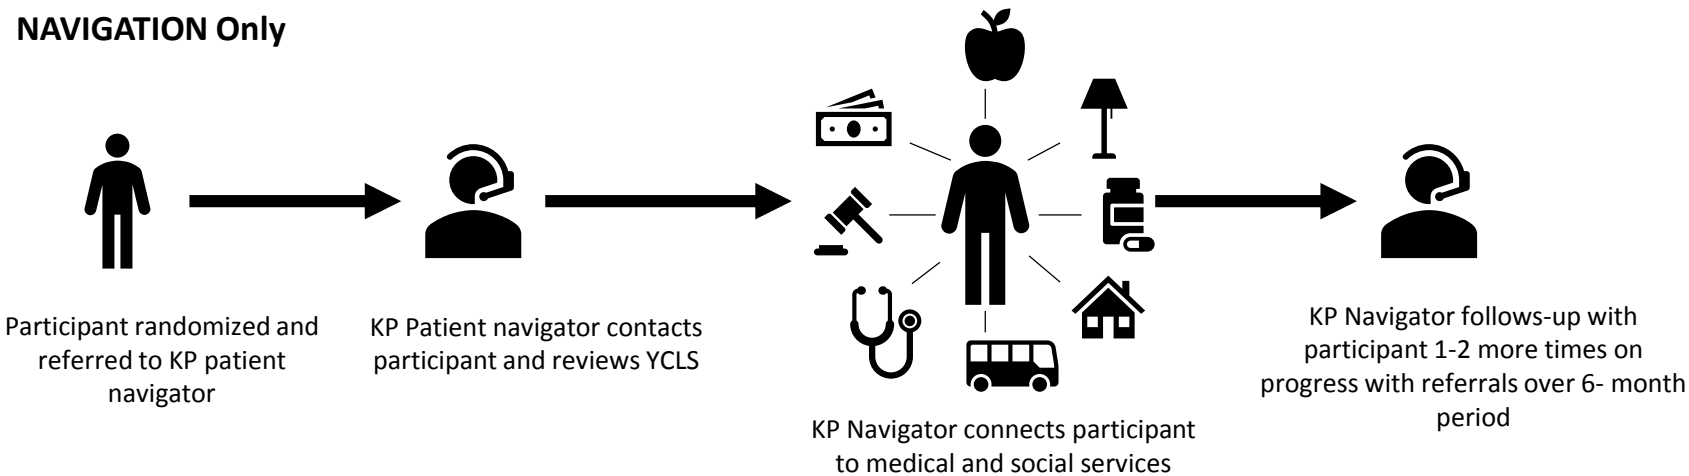 NAVIGATION Only
Participant randomized and
referred to KP patient
navigator
KP Patient navigator contacts
participant and reviews YCLS
KP Navigator connects participant
to medical and social services
KP Navigator follows-up with
participant 1-2 more times on
progress with referrals over 6- month
period